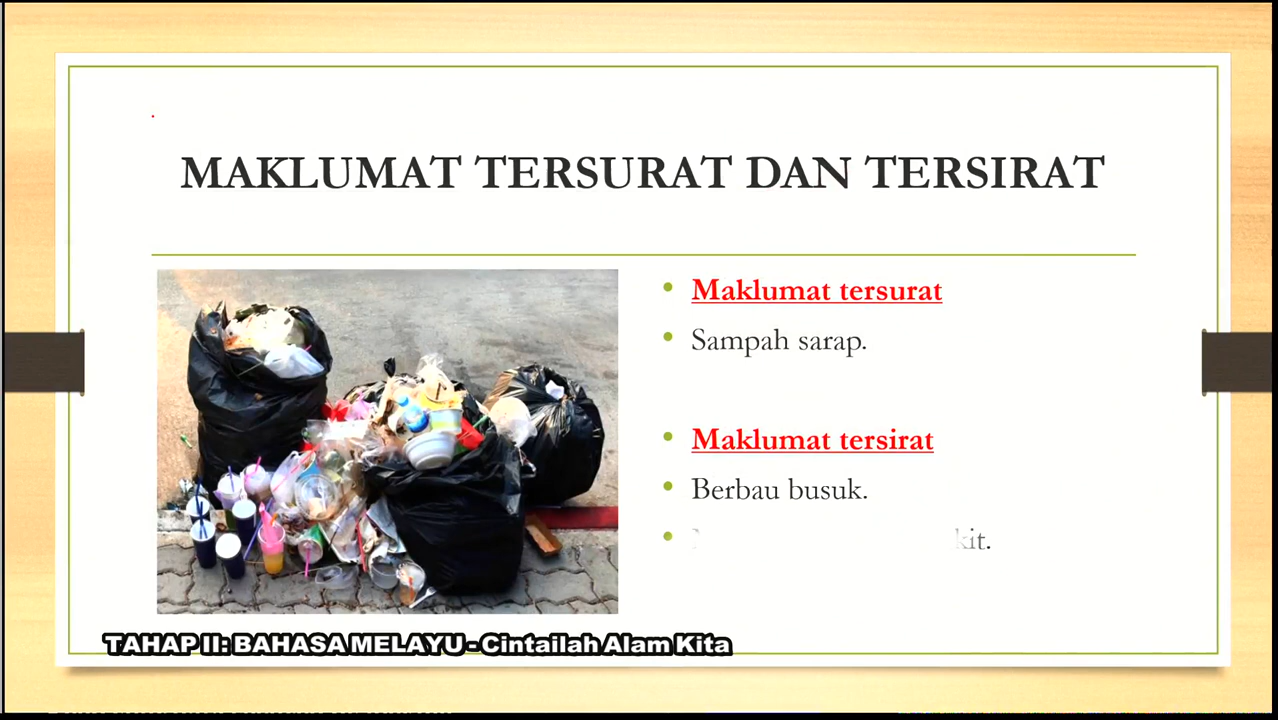 MAKLUMAT TERSURAT DAN TERSIRAT
Maklumat tersurat
Sampah sarap.
Maklumat tersirat
Berbau busuk.
TAHAP II: BAHASA MELAYU - Cintailah Alam Kita